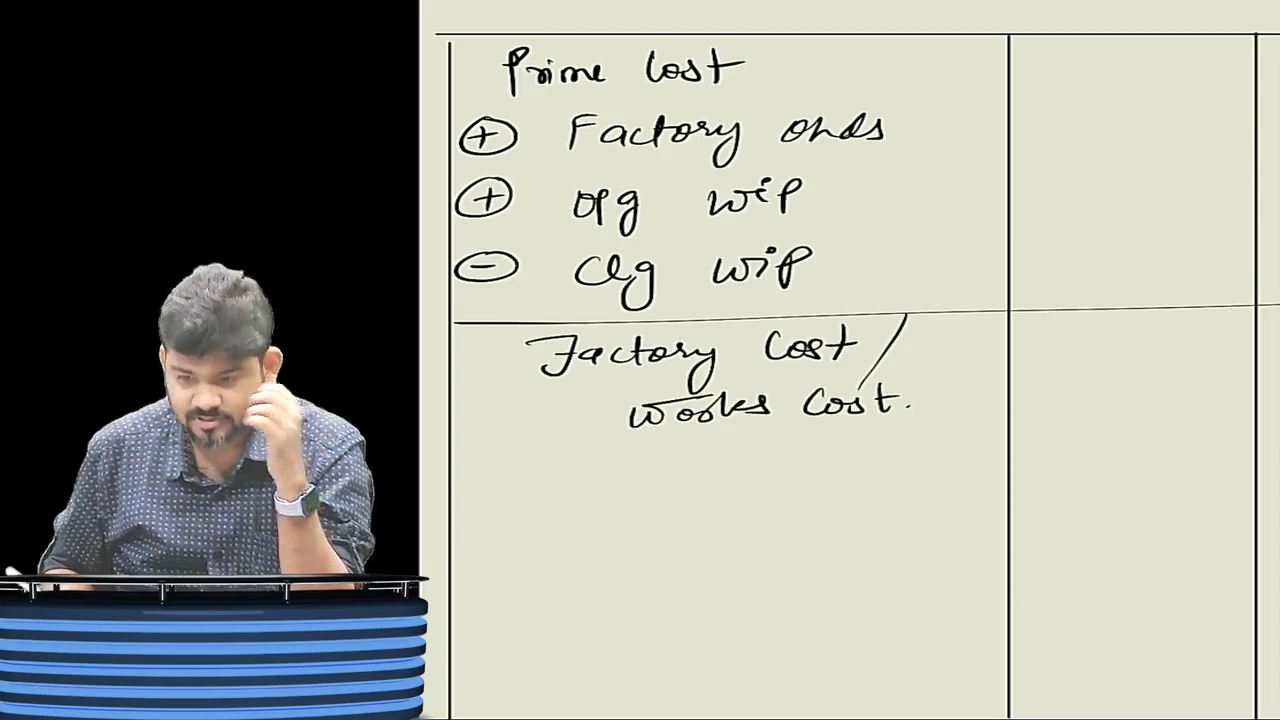 Prime Cost
+ Factory ohds
+ opg wip
- clg wip
Factory Cost /
works Cost.